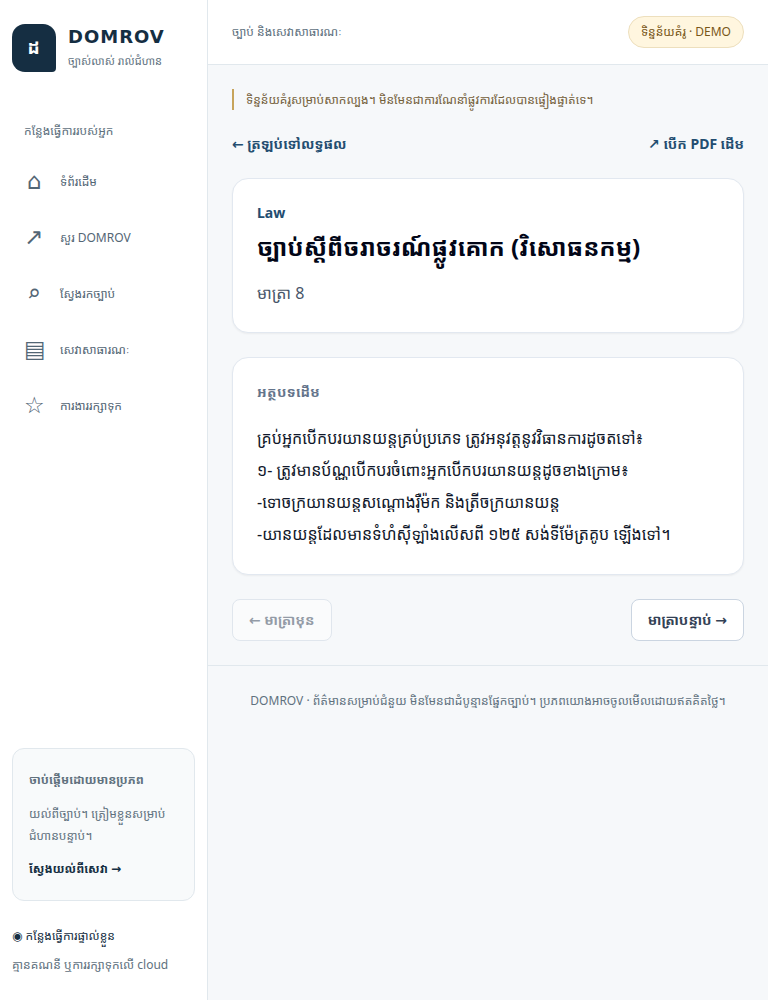 ដ
DOMROV
ច្បាស់លាស់ រាល់ជំហាន
ច្បាប់ និងសេវាសាធារណៈ
ទិន្នន័យគំរូ · DEMO
កន្លែងធ្វើការរបស់អ្នក
ទំព័រដើម
សួរ DOMROV
ស្វែងរកច្បាប់
សេវាសាធារណៈ
ការងាររក្សាទុក
ទិន្នន័យគំរូសម្រាប់សាកល្បង។ មិនមែនជាការណែនាំផ្លូវការដែលបានផ្ទៀងផ្ទាត់ទេ។
← ត្រឡប់ទៅលទ្ធផល
↗ បើក PDF ដើម
Law
ច្បាប់ស្តីពីចរាចរណ៍ផ្លូវគោក (វិសោធនកម្ម)
មាត្រា 8
អត្ថបទដើម
គ្រប់អ្នកបើកបរយានយន្តគ្រប់ប្រភេទ ត្រូវអនុវត្តនូវវិធានការដូចតទៅ៖
១- ត្រូវមានប័ណ្ណបើកបរចំពោះអ្នកបើកបរយានយន្តដូចខាងក្រោម៖
-ទោចក្រយានយន្តសណ្តោងរ៉ឺម៉ក និងត្រីចក្រយានយន្ត
-យានយន្តដែលមានទំហំស៊ីឡាំងលើសពី ១២៥ សង់ទីម៉ែត្រគូប ឡើងទៅ។
← មាត្រាមុន
មាត្រាបន្ទាប់ →
DOMROV · ព័ត៌មានសម្រាប់ជំនួយ មិនមែនជាដំបូន្មានផ្នែកច្បាប់។ ប្រភពយោងអាចចូលមើលដោយឥតគិតថ្លៃ។
ចាប់ផ្តើមដោយមានប្រភព
យល់ពីច្បាប់។ ត្រៀមខ្លួនសម្រាប់
ជំហានបន្ទាប់។
ស្វែងយល់ពីសេវា →
◉ កន្លែងធ្វើការផ្ទាល់ខ្លួន
គ្មានគណនី ឬការរក្សាទុកលើ cloud